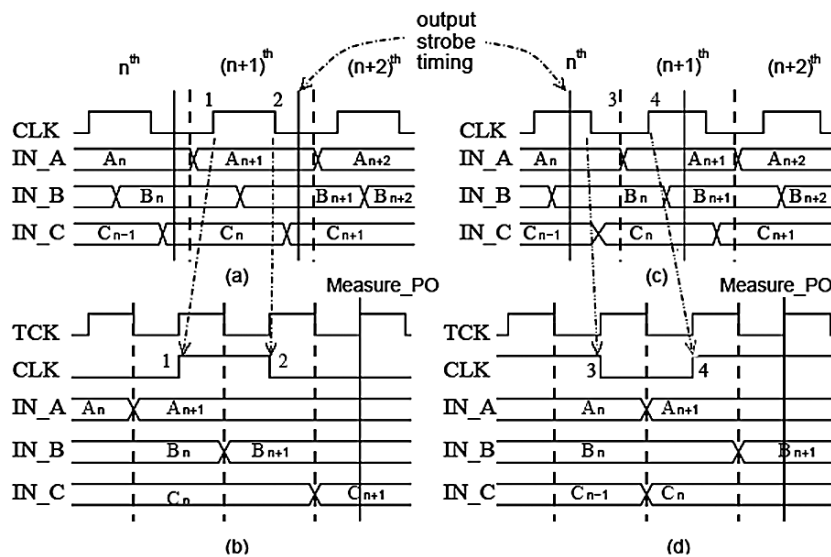 output
strobe
timing
nth (n+1)th (n+2)th
1 2
CLK
IN_A An An+1 An+2
IN_B Bn Bn+1 Bn+2
IN_C Cn-1 Cn Cn+1
(a)
nth (n+1)th (n+2)th
3 4
CLK
IN_A An An+1 An+2
IN_B Bn Bn+1 Bn+2
IN_C Cn-1 Cn Cn+1
(c)
Measure_PO
TCK
CLK 1 2
IN_A An An+1
IN_B Bn Bn+1
IN_C Cn Cn+1
(b)
Measure_PO
TCK
CLK 3 4
IN_A An An+1
IN_B Bn Bn+1
IN_C Cn-1 Cn
(d)